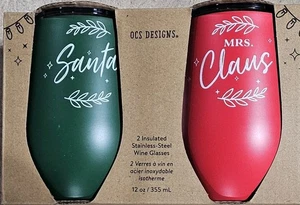 OCS DESIGNS®
Santa
MRS.
Claus
2 Insulated
Stainless-Steel
Wine Glasses
2 Verres à vin en
acier inoxydable
isotherme
12 oz / 355 mL